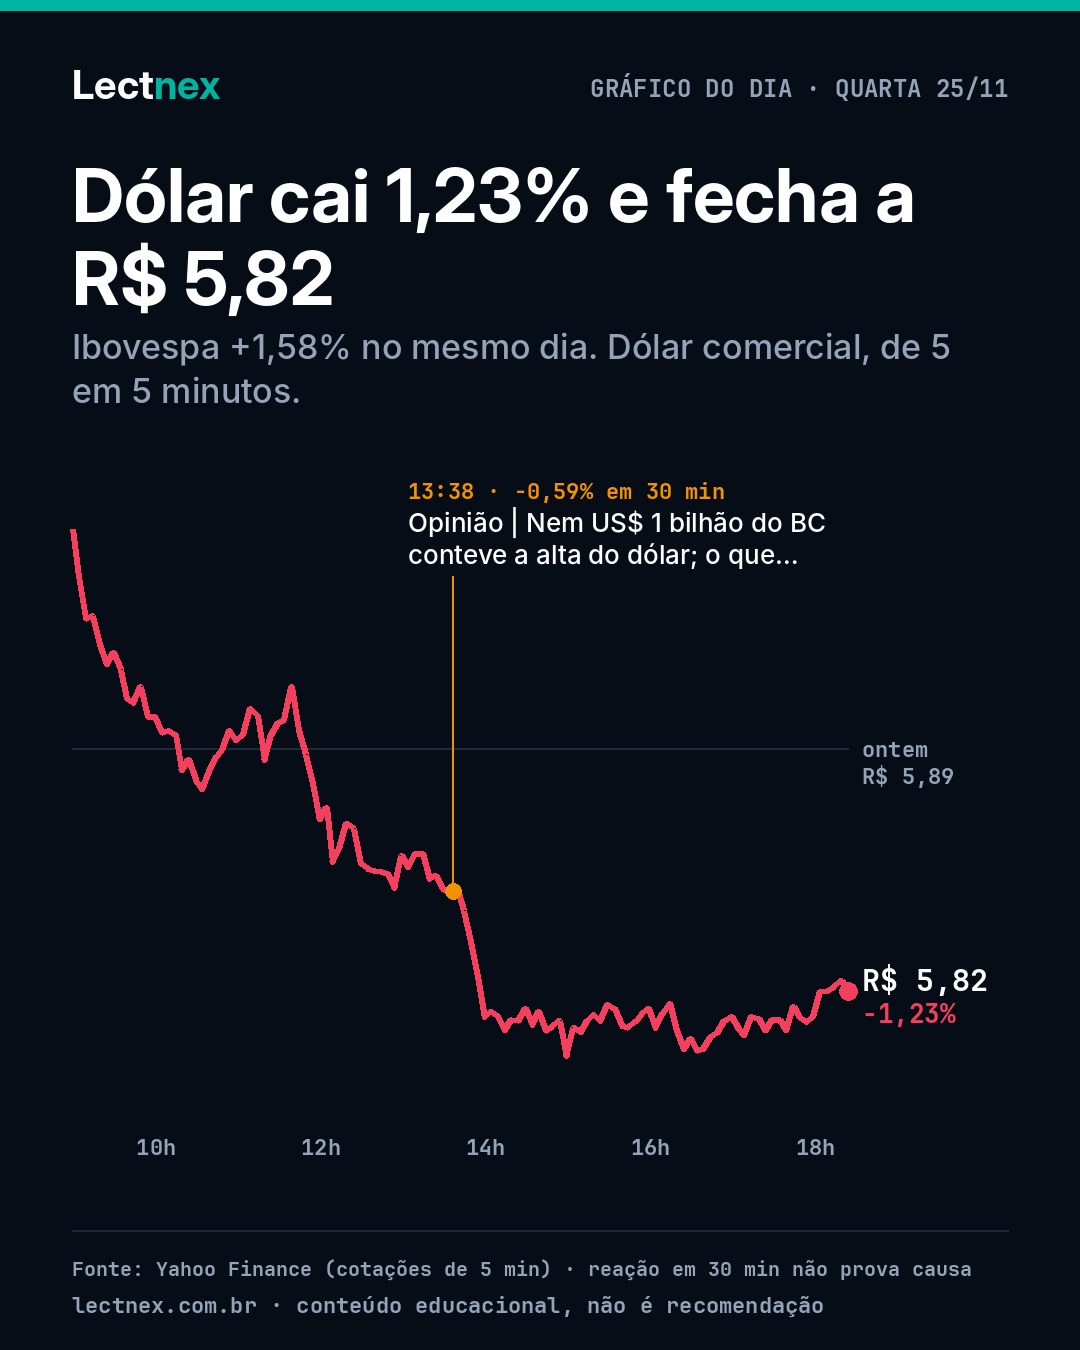 Lectnex
GRÁFICO DO DIA · QUARTA 25/11
Dólar cai 1,23% e fecha a
R$ 5,82
Ibovespa +1,58% no mesmo dia. Dólar comercial, de 5
em 5 minutos.
13:38 · -0,59% em 30 min
Opinião | Nem US$ 1 bilhão do BC
conteve a alta do dólar; o que...
ontem
R$ 5,89
R$ 5,82
-1,23%
10h 12h 14h 16h 18h
Fonte: Yahoo Finance (cotações de 5 min) · reação em 30 min não prova causa
lectnex.com.br · conteúdo educacional, não é recomendação